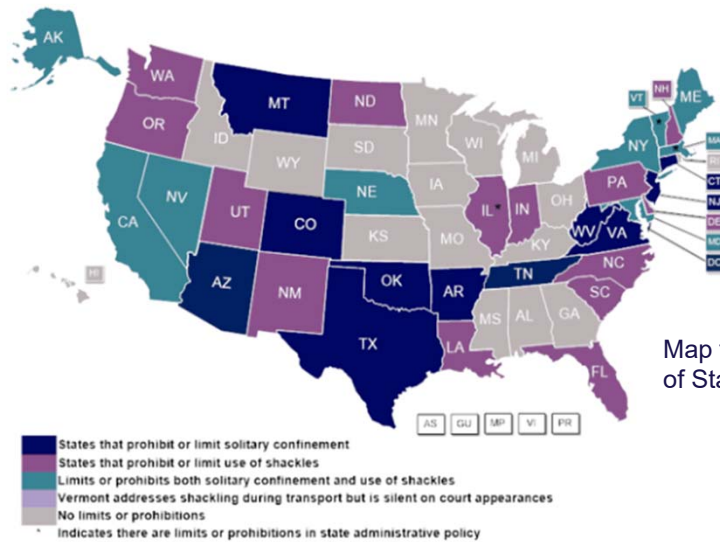 AK
WA
MT
ND
MN
VT
NH
ME
OR
ID
SD
WI
MI
NY
MA
RI
WY
IA
PA
CT
NV
NE
IL*
IN
OH
NJ
CA
UT
CO
KS
MO
KY
WV
VA
DE
MD
DC
AZ
NM
OK
AR
TN
NC
SC
HI
TX
LA
MS
AL
GA
FL
Map
of Sta
AS GU MP VI PR
States that prohibit or limit solitary confinement
States that prohibit or limit use of shackles
Limits or prohibits both solitary confinement and use of shackles
Vermont addresses shackling during transport but is silent on court appearances
No limits or prohibitions
* Indicates there are limits or prohibitions in state administrative policy